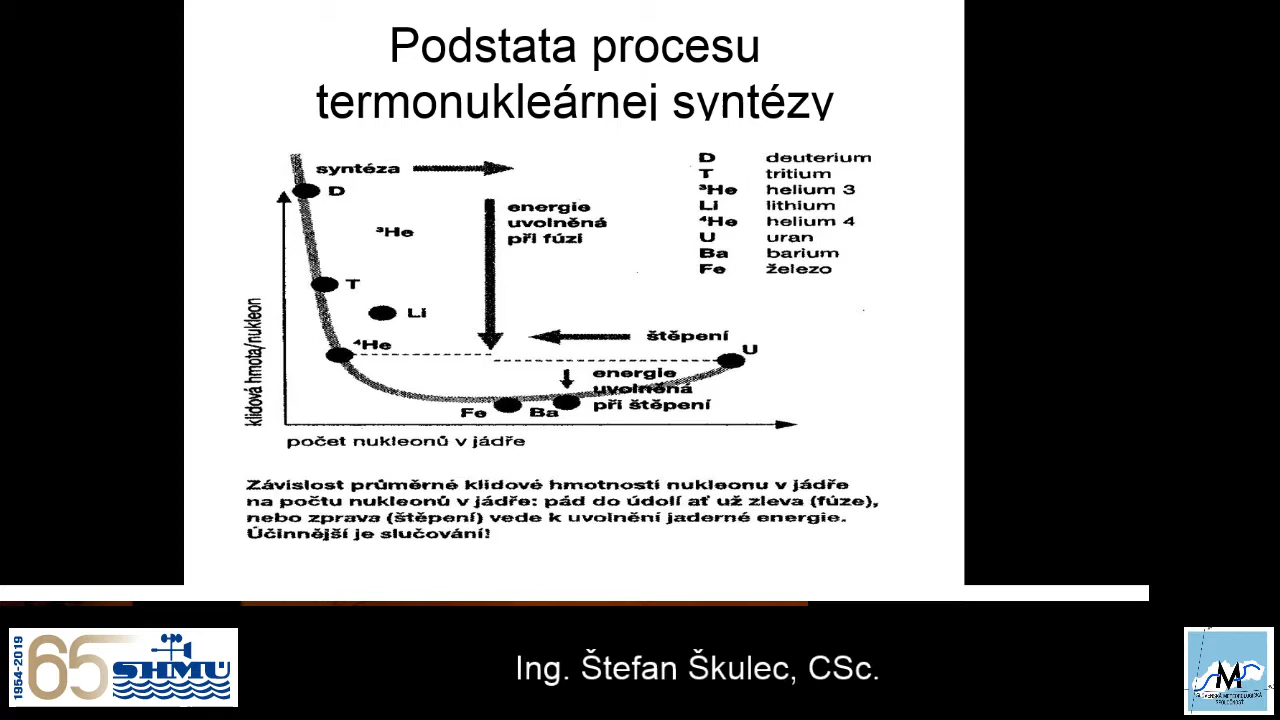 Podstata procesu
termonukleárnej syntézy
syntéza
D
energie
uvolněná
při fúzi
³He
T
Li
⁴He
štěpení
U
energie
uvolněná
při štěpení
Fe
Ba
klidová hmota/nukleon
počet nukleonů v jádře
D deuterium
T tritium
³He helium 3
Li lithium
⁴He helium 4
U uran
Ba barium
Fe železo
Závislost průměrné klidové hmotnosti nukleonu v jádře
na počtu nukleonů v jádře: pád do údolí ať už zleva (fúze),
nebo zprava (štěpení) vede k uvolnění jaderné energie.
Účinnější je slučování!
1954-2019
65
SHMÚ
Ing. Štefan Škulec, CSc.
M
SLOVENSKÁ METEOROLOGICKÁ
SPOLOČNOSŤ